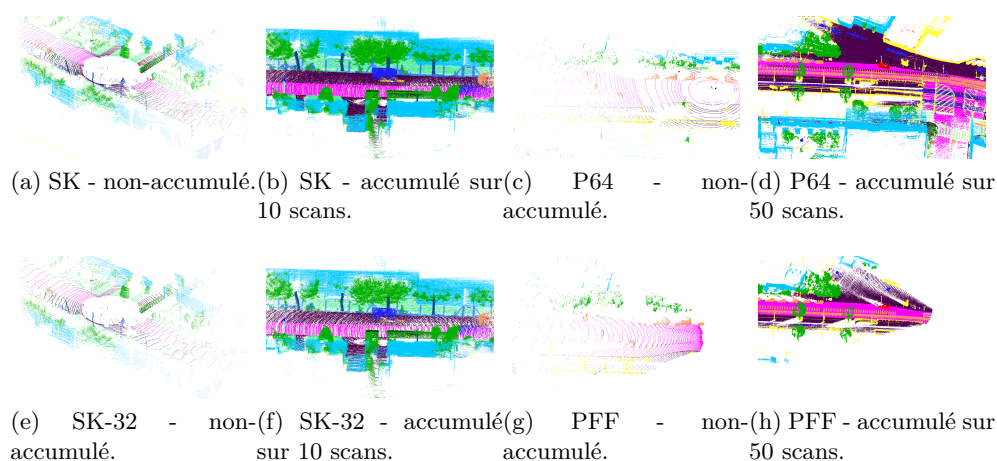 (a) SK - non-accumulé.
(b) SK - accumulé sur
10 scans.
(c) P64 - non-
accumulé.
(d) P64 - accumulé sur
50 scans.
(e) SK-32 - non-
accumulé.
(f) SK-32 - accumulé
sur 10 scans.
(g) PFF - non-
accumulé.
(h) PFF - accumulé sur
50 scans.